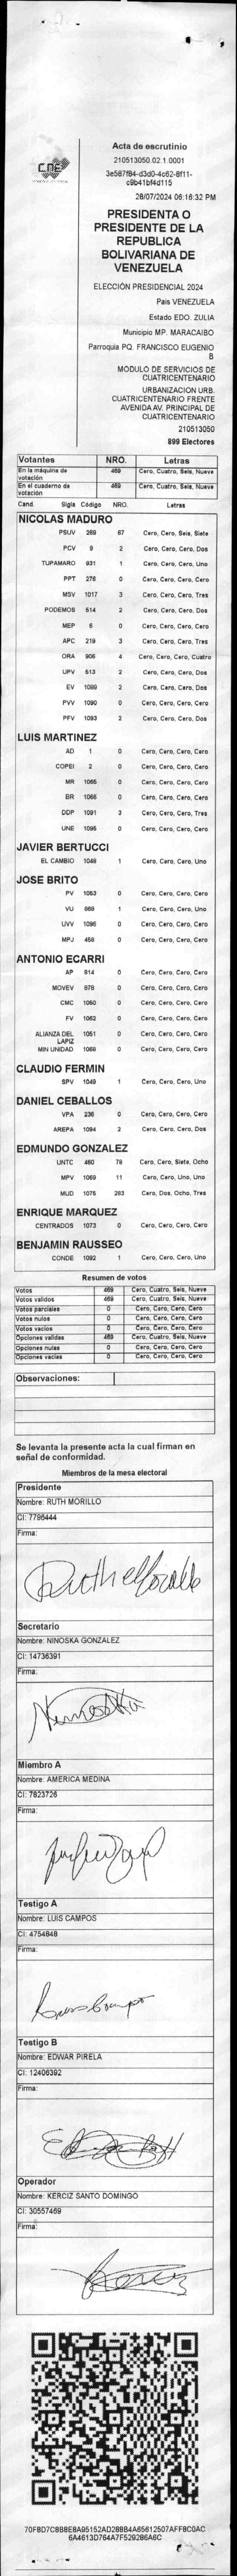 CNE
Acta de escrutinio
210513050.02.1.0001
3e587f84-d3d0-4c62-8f11-
c9b41bf4d115
28/07/2024 06:16:32 PM
PRESIDENTA O
PRESIDENTE DE LA
REPUBLICA
BOLIVARIANA DE
VENEZUELA
ELECCIÓN PRESIDENCIAL 2024
Pais VENEZUELA
Estado EDO. ZULIA
Municipio MP. MARACAIBO
Parroquia PQ. FRANCISCO EUGENIO
B
MODULO DE SERVICIOS DE
CUATRICENTENARIO
URBANIZACION URB.
CUATRICENTENARIO FRENTE
AVENIDA AV. PRINCIPAL DE
CUATRICENTENARIO
210513050
899 Electores
Votantes NRO. Letras
En la máquina de votación 469 Cero, Cuatro, Seis, Nueve
En el cuaderno de votación 469 Cero, Cuatro, Seis, Nueve
Cand. Sigla Código NRO. Letras
NICOLAS MADURO
PSUV 269 67 Cero, Cero, Seis, Siete
PCV 9 2 Cero, Cero, Cero, Dos
TUPAMARO 931 1 Cero, Cero, Cero, Uno
PPT 276 0 Cero, Cero, Cero, Cero
MSV 1017 3 Cero, Cero, Cero, Tres
PODEMOS 514 2 Cero, Cero, Cero, Dos
MEP 6 0 Cero, Cero, Cero, Cero
APC 219 3 Cero, Cero, Cero, Tres
ORA 906 4 Cero, Cero, Cero, Cuatro
UPV 513 2 Cero, Cero, Cero, Dos
EV 1089 2 Cero, Cero, Cero, Dos
PVV 1090 0 Cero, Cero, Cero, Cero
PFV 1093 2 Cero, Cero, Cero, Dos
LUIS MARTINEZ
AD 1 0 Cero, Cero, Cero, Cero
COPEI 2 0 Cero, Cero, Cero, Cero
MR 1065 0 Cero, Cero, Cero, Cero
BR 1066 0 Cero, Cero, Cero, Cero
DDP 1091 3 Cero, Cero, Cero, Tres
UNE 1095 0 Cero, Cero, Cero, Cero
JAVIER BERTUCCI
EL CAMBIO 1048 1 Cero, Cero, Cero, Uno
JOSE BRITO
PV 1053 0 Cero, Cero, Cero, Cero
VU 868 1 Cero, Cero, Cero, Uno
UVV 1096 0 Cero, Cero, Cero, Cero
MPJ 458 0 Cero, Cero, Cero, Cero
ANTONIO ECARRI
AP 814 0 Cero, Cero, Cero, Cero
MOVEV 878 0 Cero, Cero, Cero, Cero
CMC 1050 0 Cero, Cero, Cero, Cero
FV 1062 0 Cero, Cero, Cero, Cero
ALIANZA DEL LAPIZ 1051 0 Cero, Cero, Cero, Cero
MIN UNIDAD 1068 0 Cero, Cero, Cero, Cero
CLAUDIO FERMIN
SPV 1049 1 Cero, Cero, Cero, Uno
DANIEL CEBALLOS
VPA 236 0 Cero, Cero, Cero, Cero
AREPA 1094 2 Cero, Cero, Cero, Dos
EDMUNDO GONZALEZ
UNTC 460 78 Cero, Cero, Siete, Ocho
MPV 1069 11 Cero, Cero, Uno, Uno
MUD 1075 283 Cero, Dos, Ocho, Tres
ENRIQUE MARQUEZ
CENTRADOS 1073 0 Cero, Cero, Cero, Cero
BENJAMIN RAUSSEO
CONDE 1092 1 Cero, Cero, Cero, Uno
Resumen de votos
Votos 469 Cero, Cuatro, Seis, Nueve
Votos validos 469 Cero, Cuatro, Seis, Nueve
Votos parciales 0 Cero, Cero, Cero, Cero
Votos nulos 0 Cero, Cero, Cero, Cero
Votos vacios 0 Cero, Cero, Cero, Cero
Opciones validas 469 Cero, Cuatro, Seis, Nueve
Opciones nulas 0 Cero, Cero, Cero, Cero
Opciones vacias 0 Cero, Cero, Cero, Cero
Observaciones:
Se levanta la presente acta la cual firman en
señal de conformidad.
Miembros de la mesa electoral
Presidente
Nombre: RUTH MORILLO
CI: 7796444
Firma:
Secretario
Nombre: NINOSKA GONZALEZ
CI: 14736391
Firma:
Miembro A
Nombre: AMERICA MEDINA
CI: 7823726
Firma:
Testigo A
Nombre: LUIS CAMPOS
CI: 4754848
Firma:
Testigo B
Nombre: EDWAR PIRELA
CI: 12406392
Firma:
Operador
Nombre: KERCIZ SANTO DOMINGO
CI: 30557469
Firma:
70F8D7C8B8E8A95152AD288B4A65612507AFF8C0AC
6A4613D764A7F529286A6C